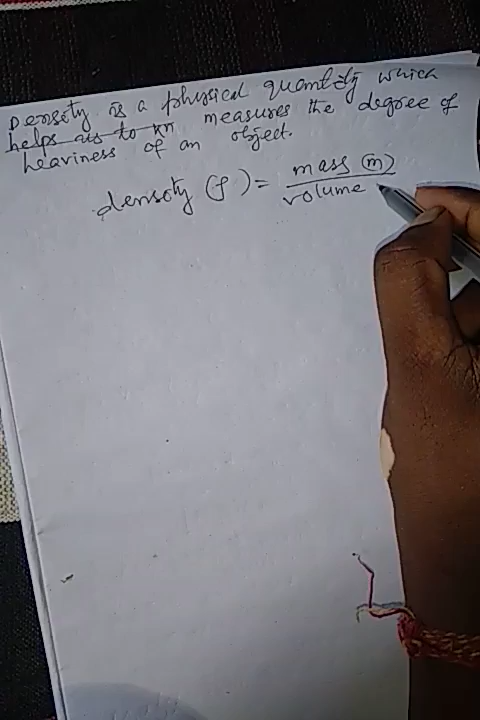 Density is a physical quantity which
helps us to kn measures the degree of
heaviness of an object.
density (ρ) = mass (m)
volume